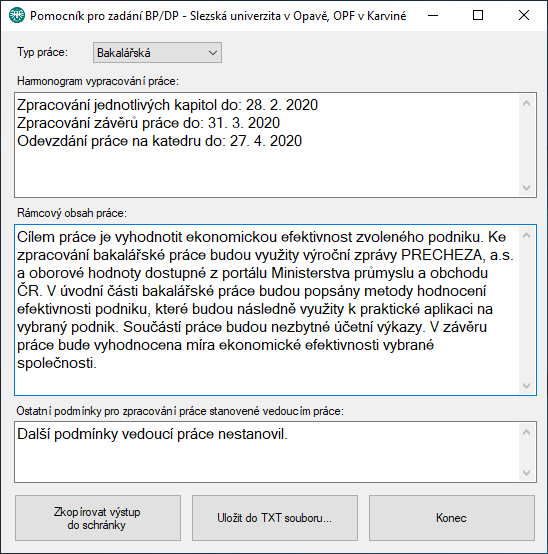 Pomocník pro zadání BP/DP - Slezská univerzita v Opavě, OPF v Karviné
Typ práce: Bakalářská
Harmonogram vypracování práce:
Zpracování jednotlivých kapitol do: 28. 2. 2020
Zpracování závěrů práce do: 31. 3. 2020
Odevzdání práce na katedru do: 27. 4. 2020
Rámcový obsah práce:
Cílem práce je vyhodnotit ekonomickou efektivnost zvoleného podniku. Ke
zpracování bakalářské práce budou využity výroční zprávy PRECHEZA, a.s.
a oborové hodnoty dostupné z portálu Ministerstva průmyslu a obchodu
ČR. V úvodní části bakalářské práce budou popsány metody hodnocení
efektivnosti podniku, které budou následně využity k praktické aplikaci na
vybraný podnik. Součástí práce budou nezbytné účetní výkazy. V závěru
práce bude vyhodnocena míra ekonomické efektivnosti vybrané
společnosti.
Ostatní podmínky pro zpracování práce stanovené vedoucím práce:
Další podmínky vedoucí práce nestanovil.
Zkopírovat výstup
do schránky
Uložit do TXT souboru...
Konec